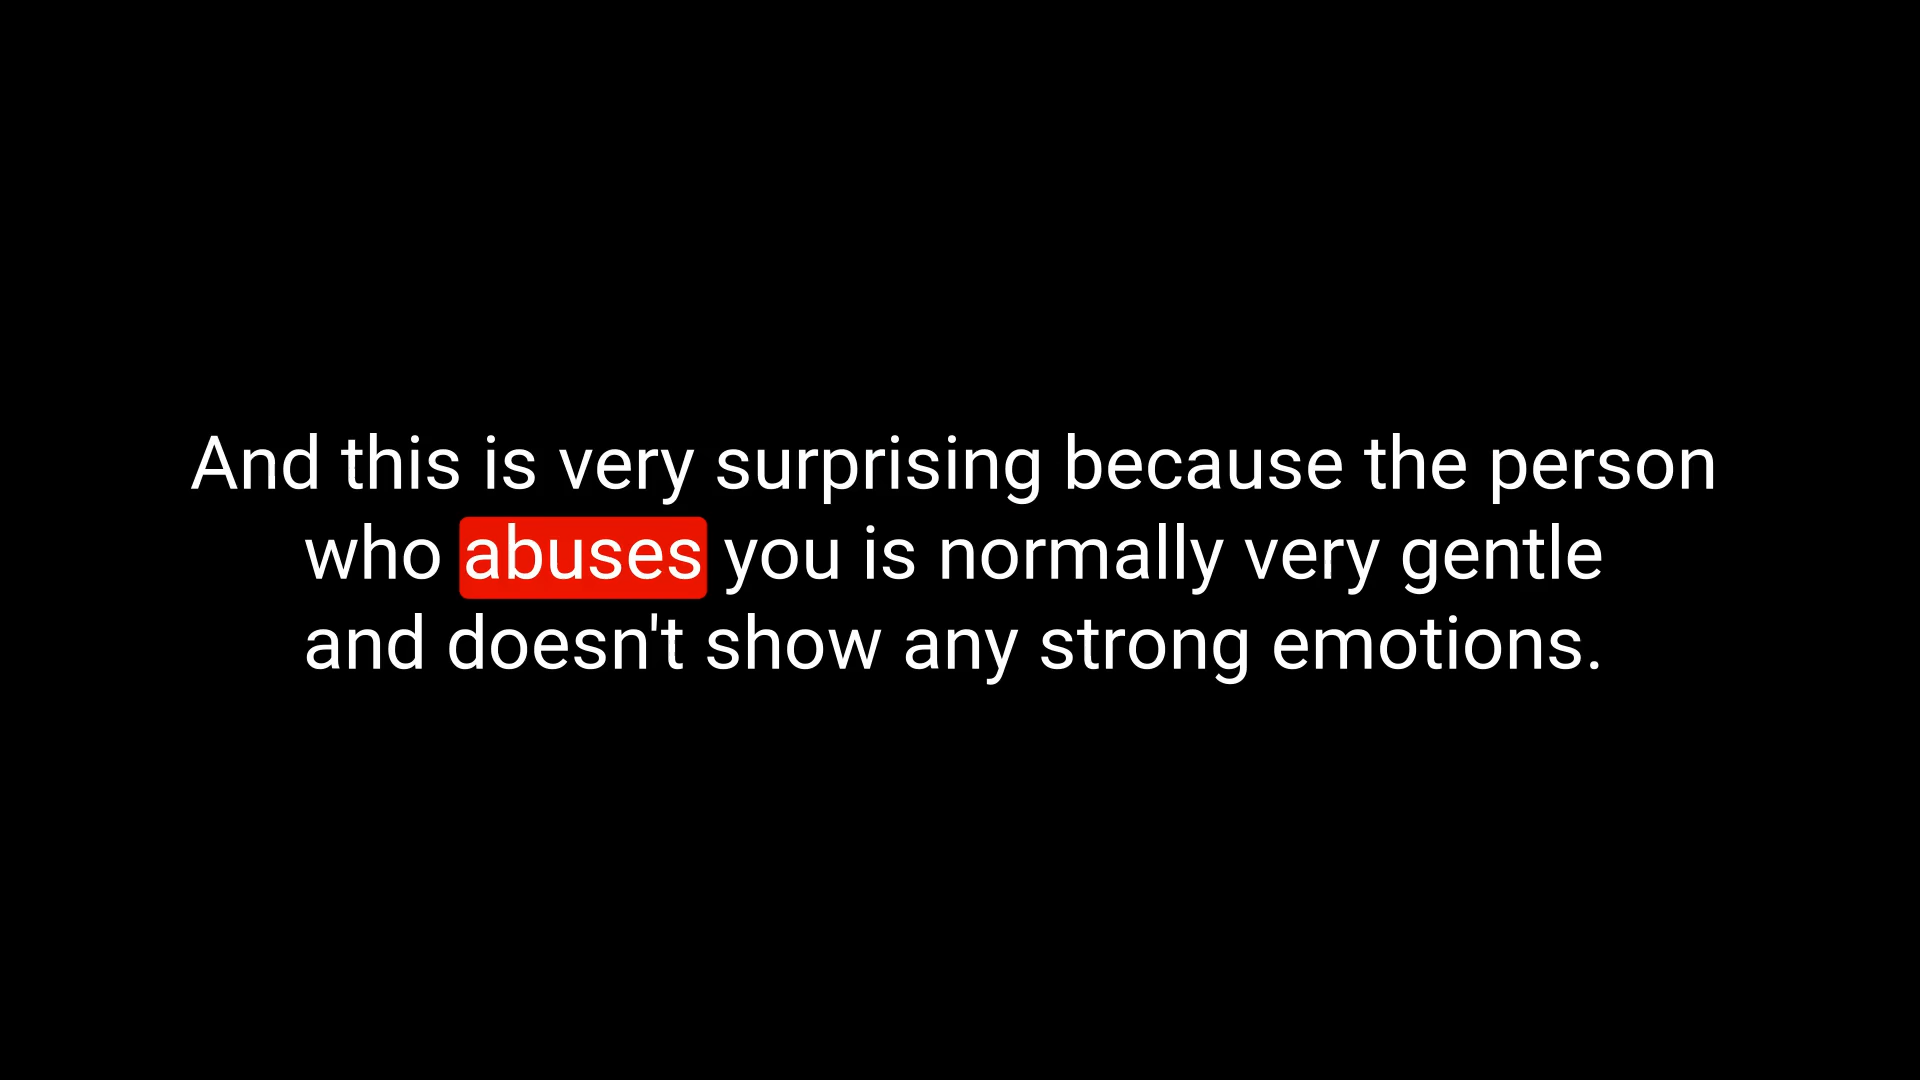 And this is very surprising because the person
who abuses you is normally very gentle
and doesn't show any strong emotions.